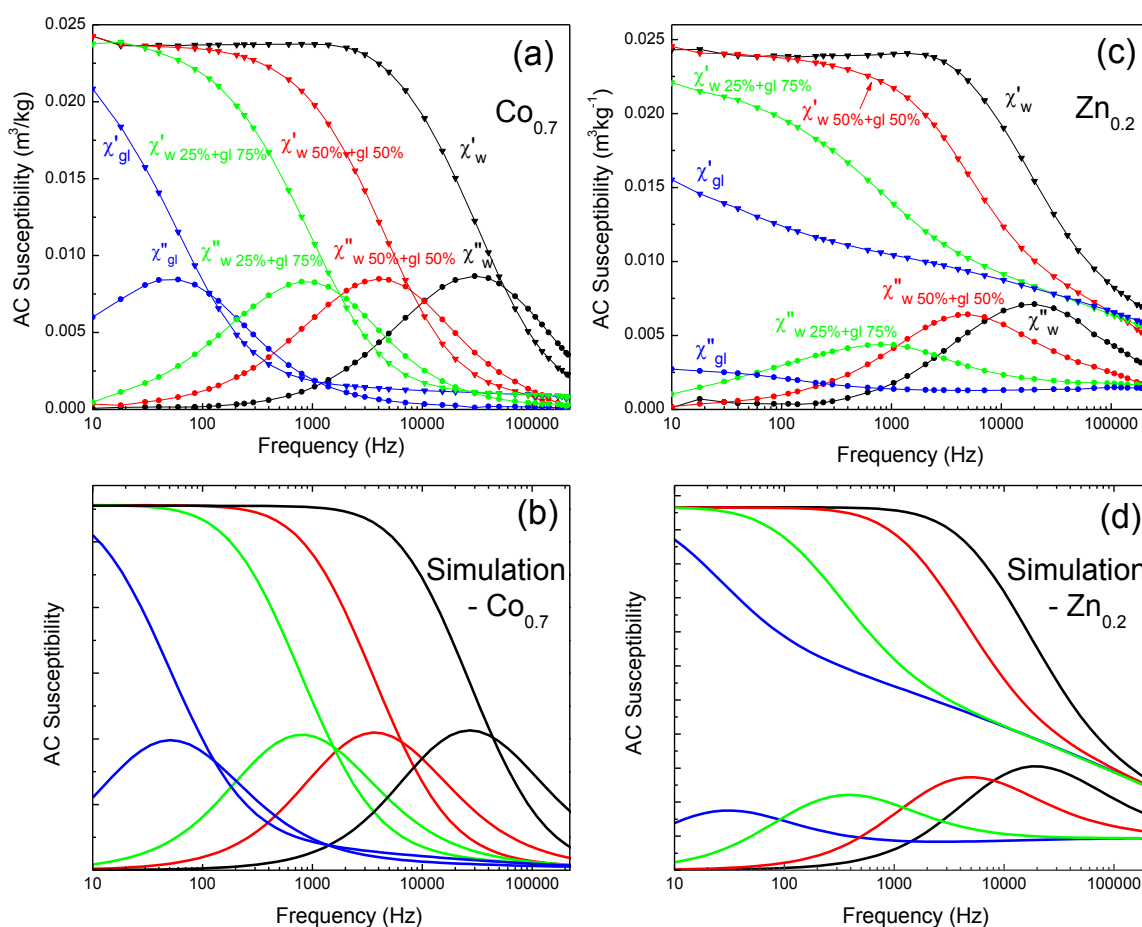 (a)
Co0.7
AC Susceptibility (m³/kg)
0.025
0.020
0.015
0.010
0.005
0.000
χ'gl
χ'w 25%+gl 75%
χ'w 50%+gl 50%
χ'w
χ''gl
χ''w 25%+gl 75%
χ''w 50%+gl 50%
χ''w
10 100 1000 10000 100000
Frequency (Hz)
(c)
Zn0.2
AC Susceptibility (m³kg⁻¹)
0.025
0.020
0.015
0.010
0.005
0.000
χ'w 25%+gl 75%
χ'w 50%+gl 50%
χ'w
χ'gl
χ''w 50%+gl 50%
χ''w 25%+gl 75%
χ''w
χ''gl
10 100 1000 10000 100000
Frequency (Hz)
(b)
Simulation
- Co0.7
AC Susceptibility
10 100 1000 10000 100000
Frequency (Hz)
(d)
Simulation
- Zn0.2
AC Susceptibility
10 100 1000 10000 100000
Frequency (Hz)